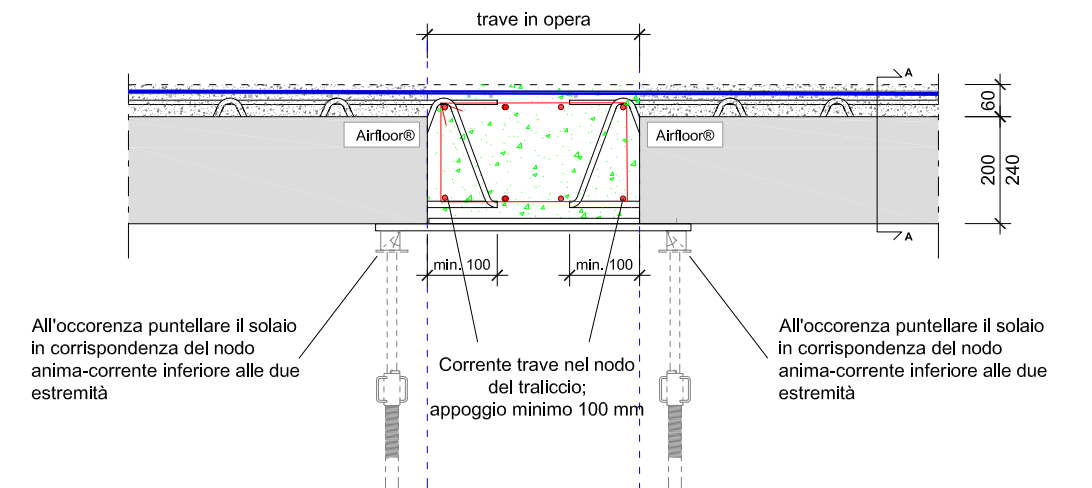 trave in opera
A
60
Airfloor®
Airfloor®
200
240
A
min. 100
min. 100
All'occorenza puntellare il solaio
in corrispondenza del nodo
anima-corrente inferiore alle due
estremità
Corrente trave nel nodo
del traliccio;
appoggio minimo 100 mm
All'occorenza puntellare il solaio
in corrispondenza del nodo
anima-corrente inferiore alle due
estremità